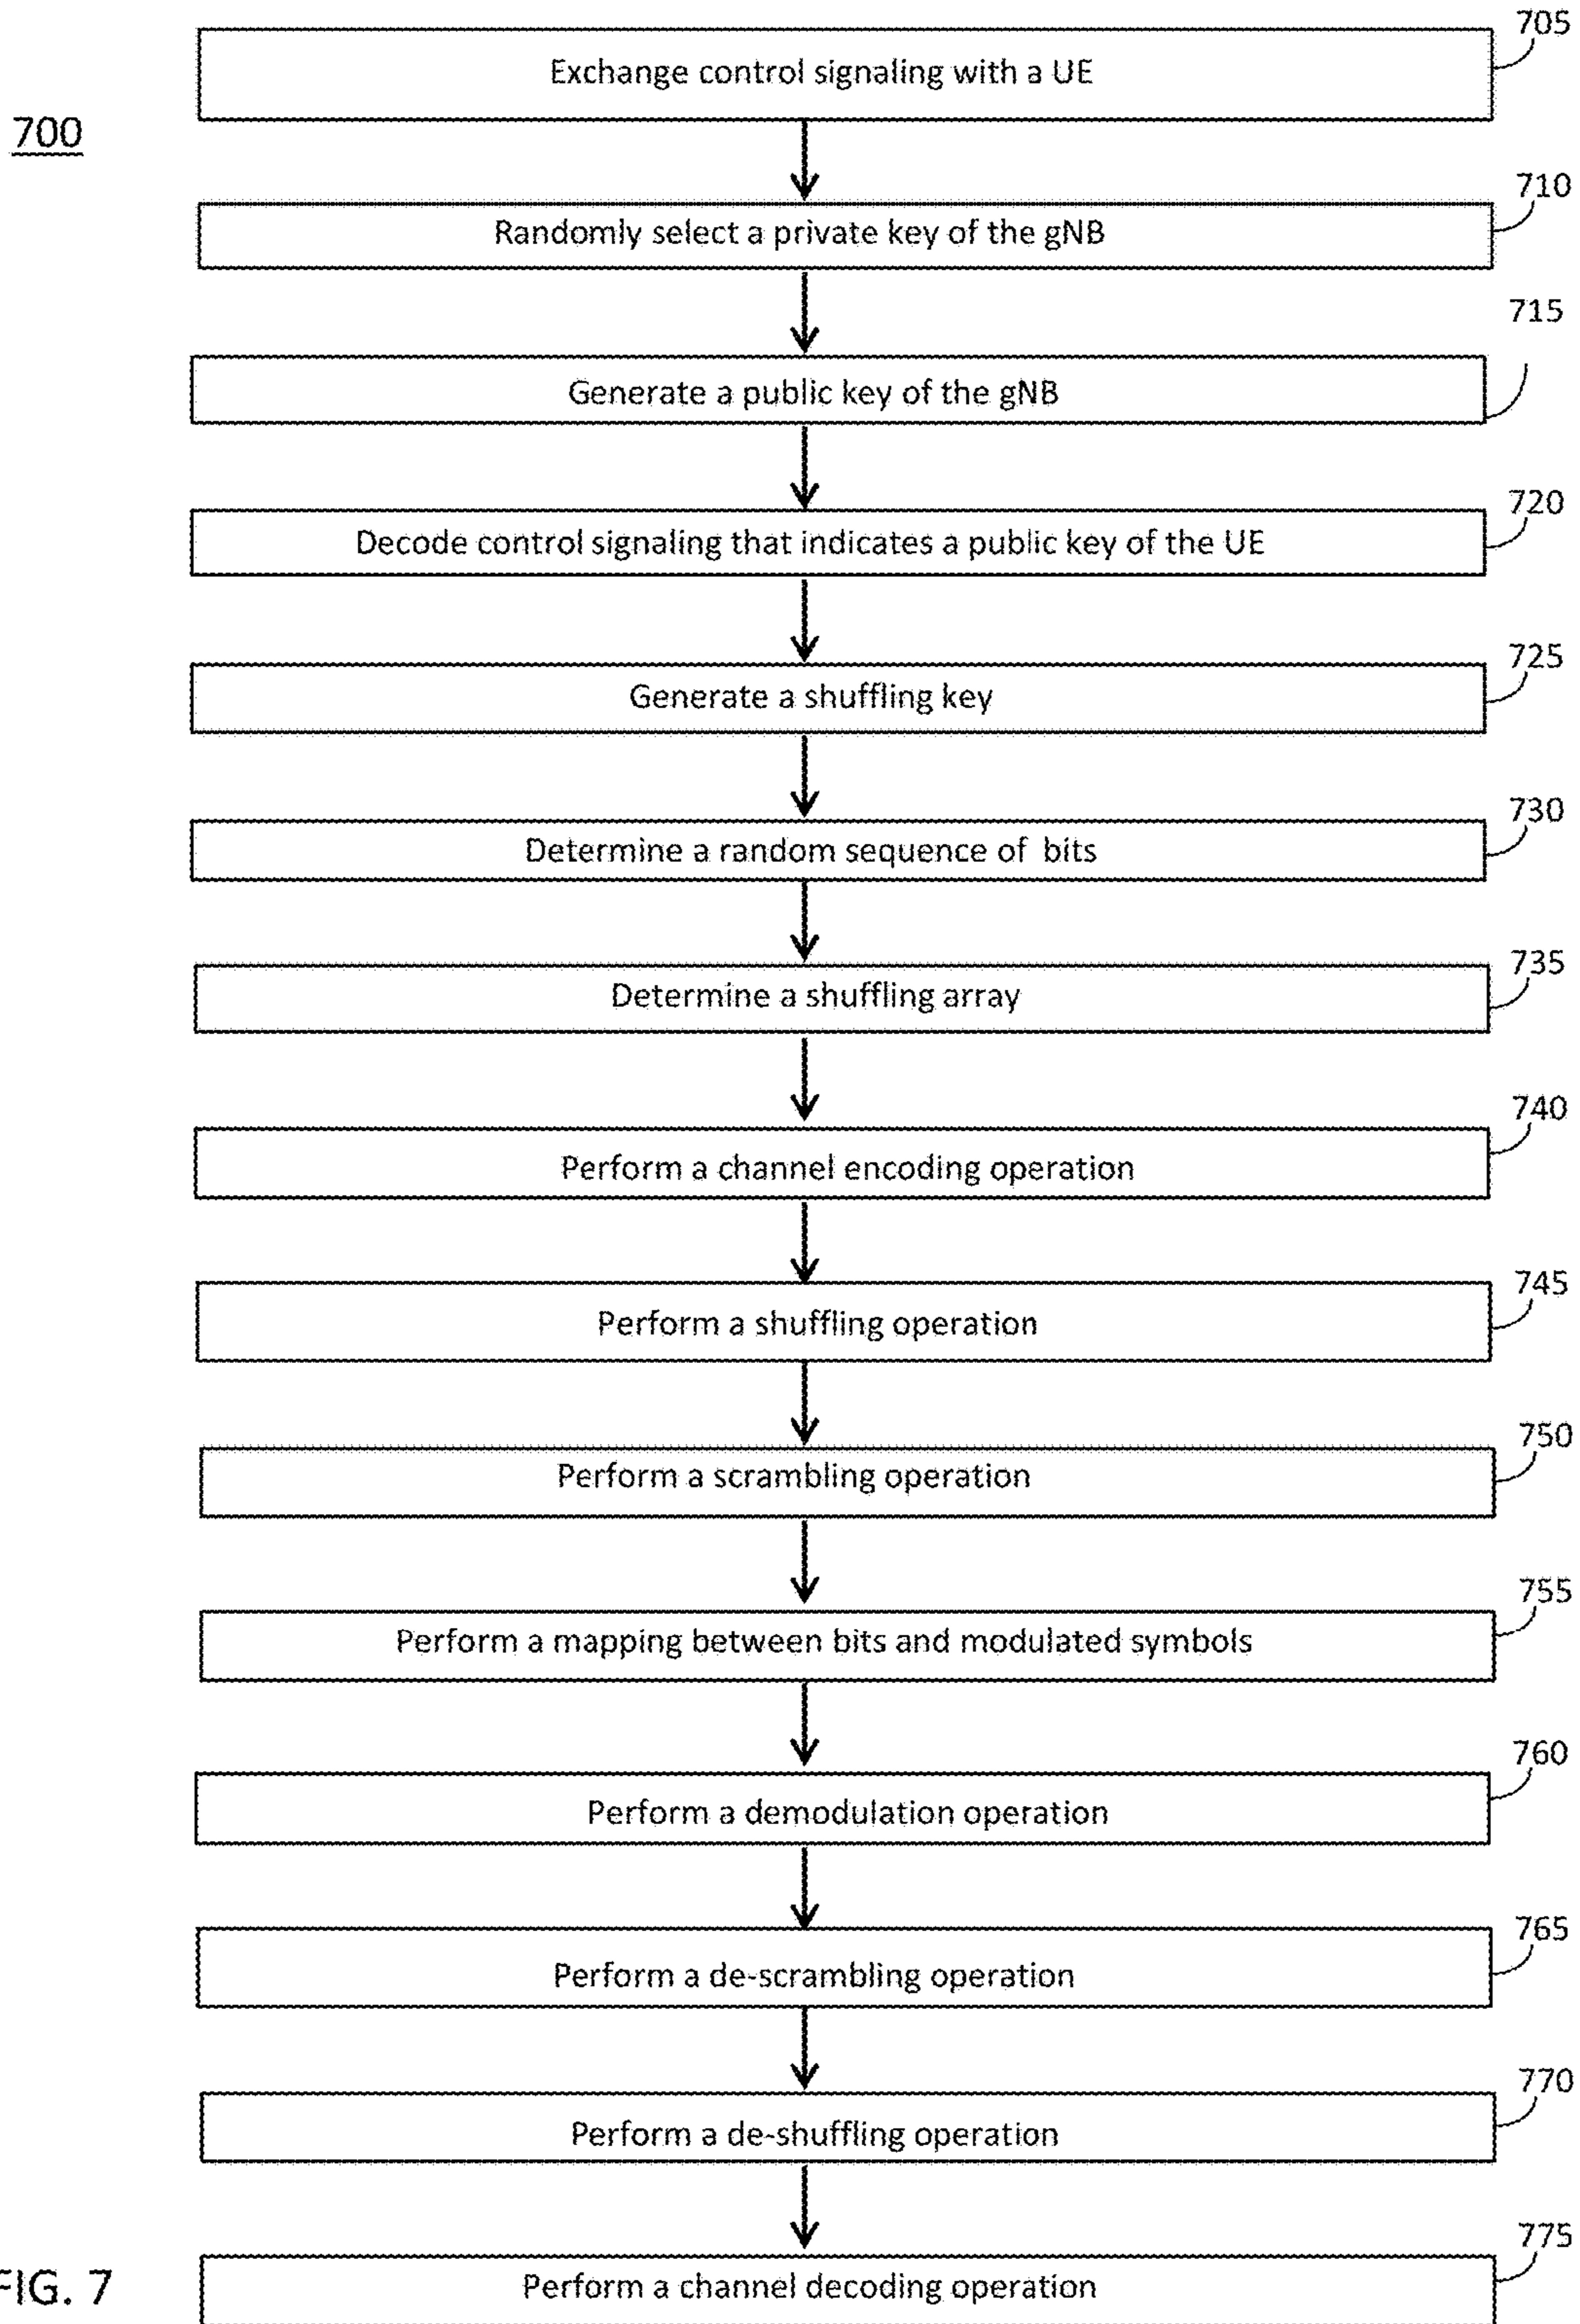 705
Exchange control signaling with a UE
700
710
Randomly select a private key of the gNB
715
Generate a public key of the gNB
720
Decode control signaling that indicates a public key of the UE
725
Generate a shuffling key
730
Determine a random sequence of bits
735
Determine a shuffling array
740
Perform a channel encoding operation
745
Perform a shuffling operation
750
Perform a scrambling operation
755
Perform a mapping between bits and modulated symbols
760
Perform a demodulation operation
765
Perform a de-scrambling operation
770
Perform a de-shuffling operation
775
Perform a channel decoding operation
FIG. 7